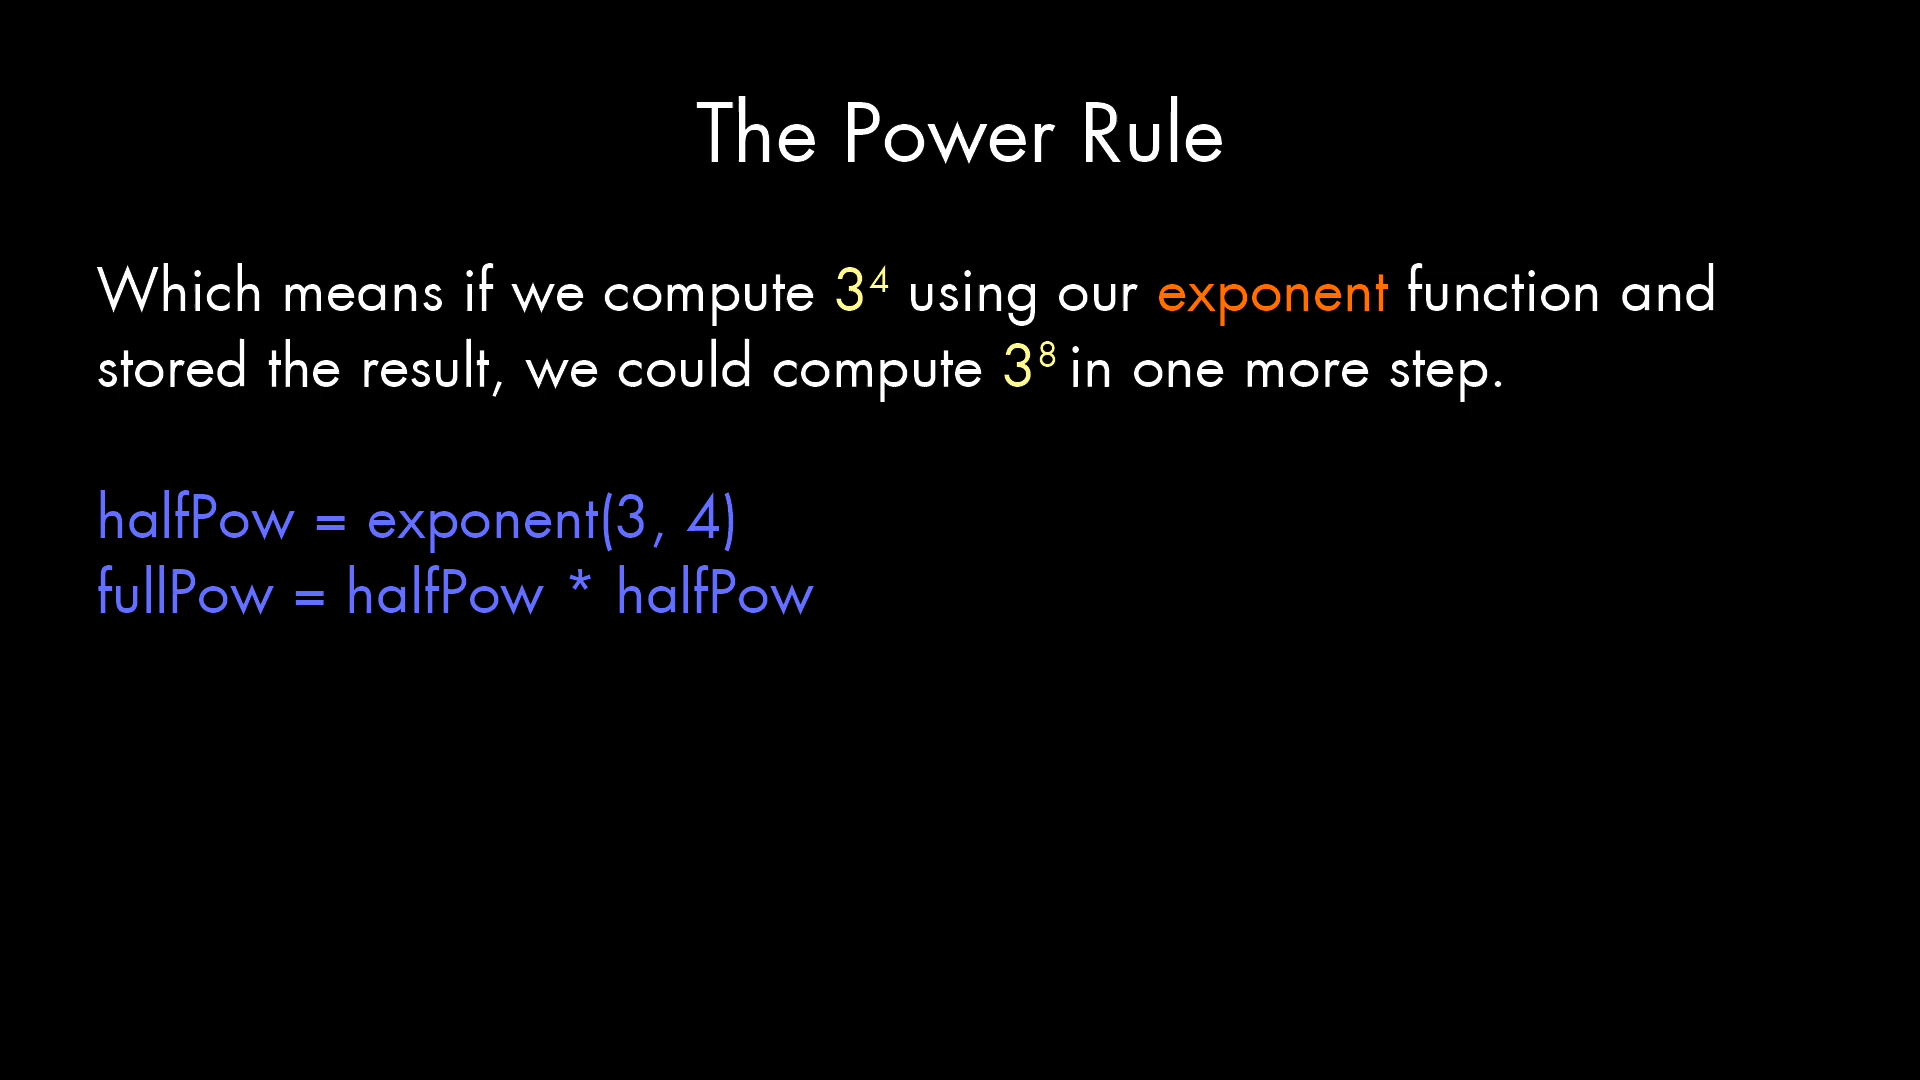 The Power Rule
Which means if we compute 3⁴ using our exponent function and
stored the result, we could compute 3⁸ in one more step.
halfPow = exponent(3, 4)
fullPow = halfPow * halfPow